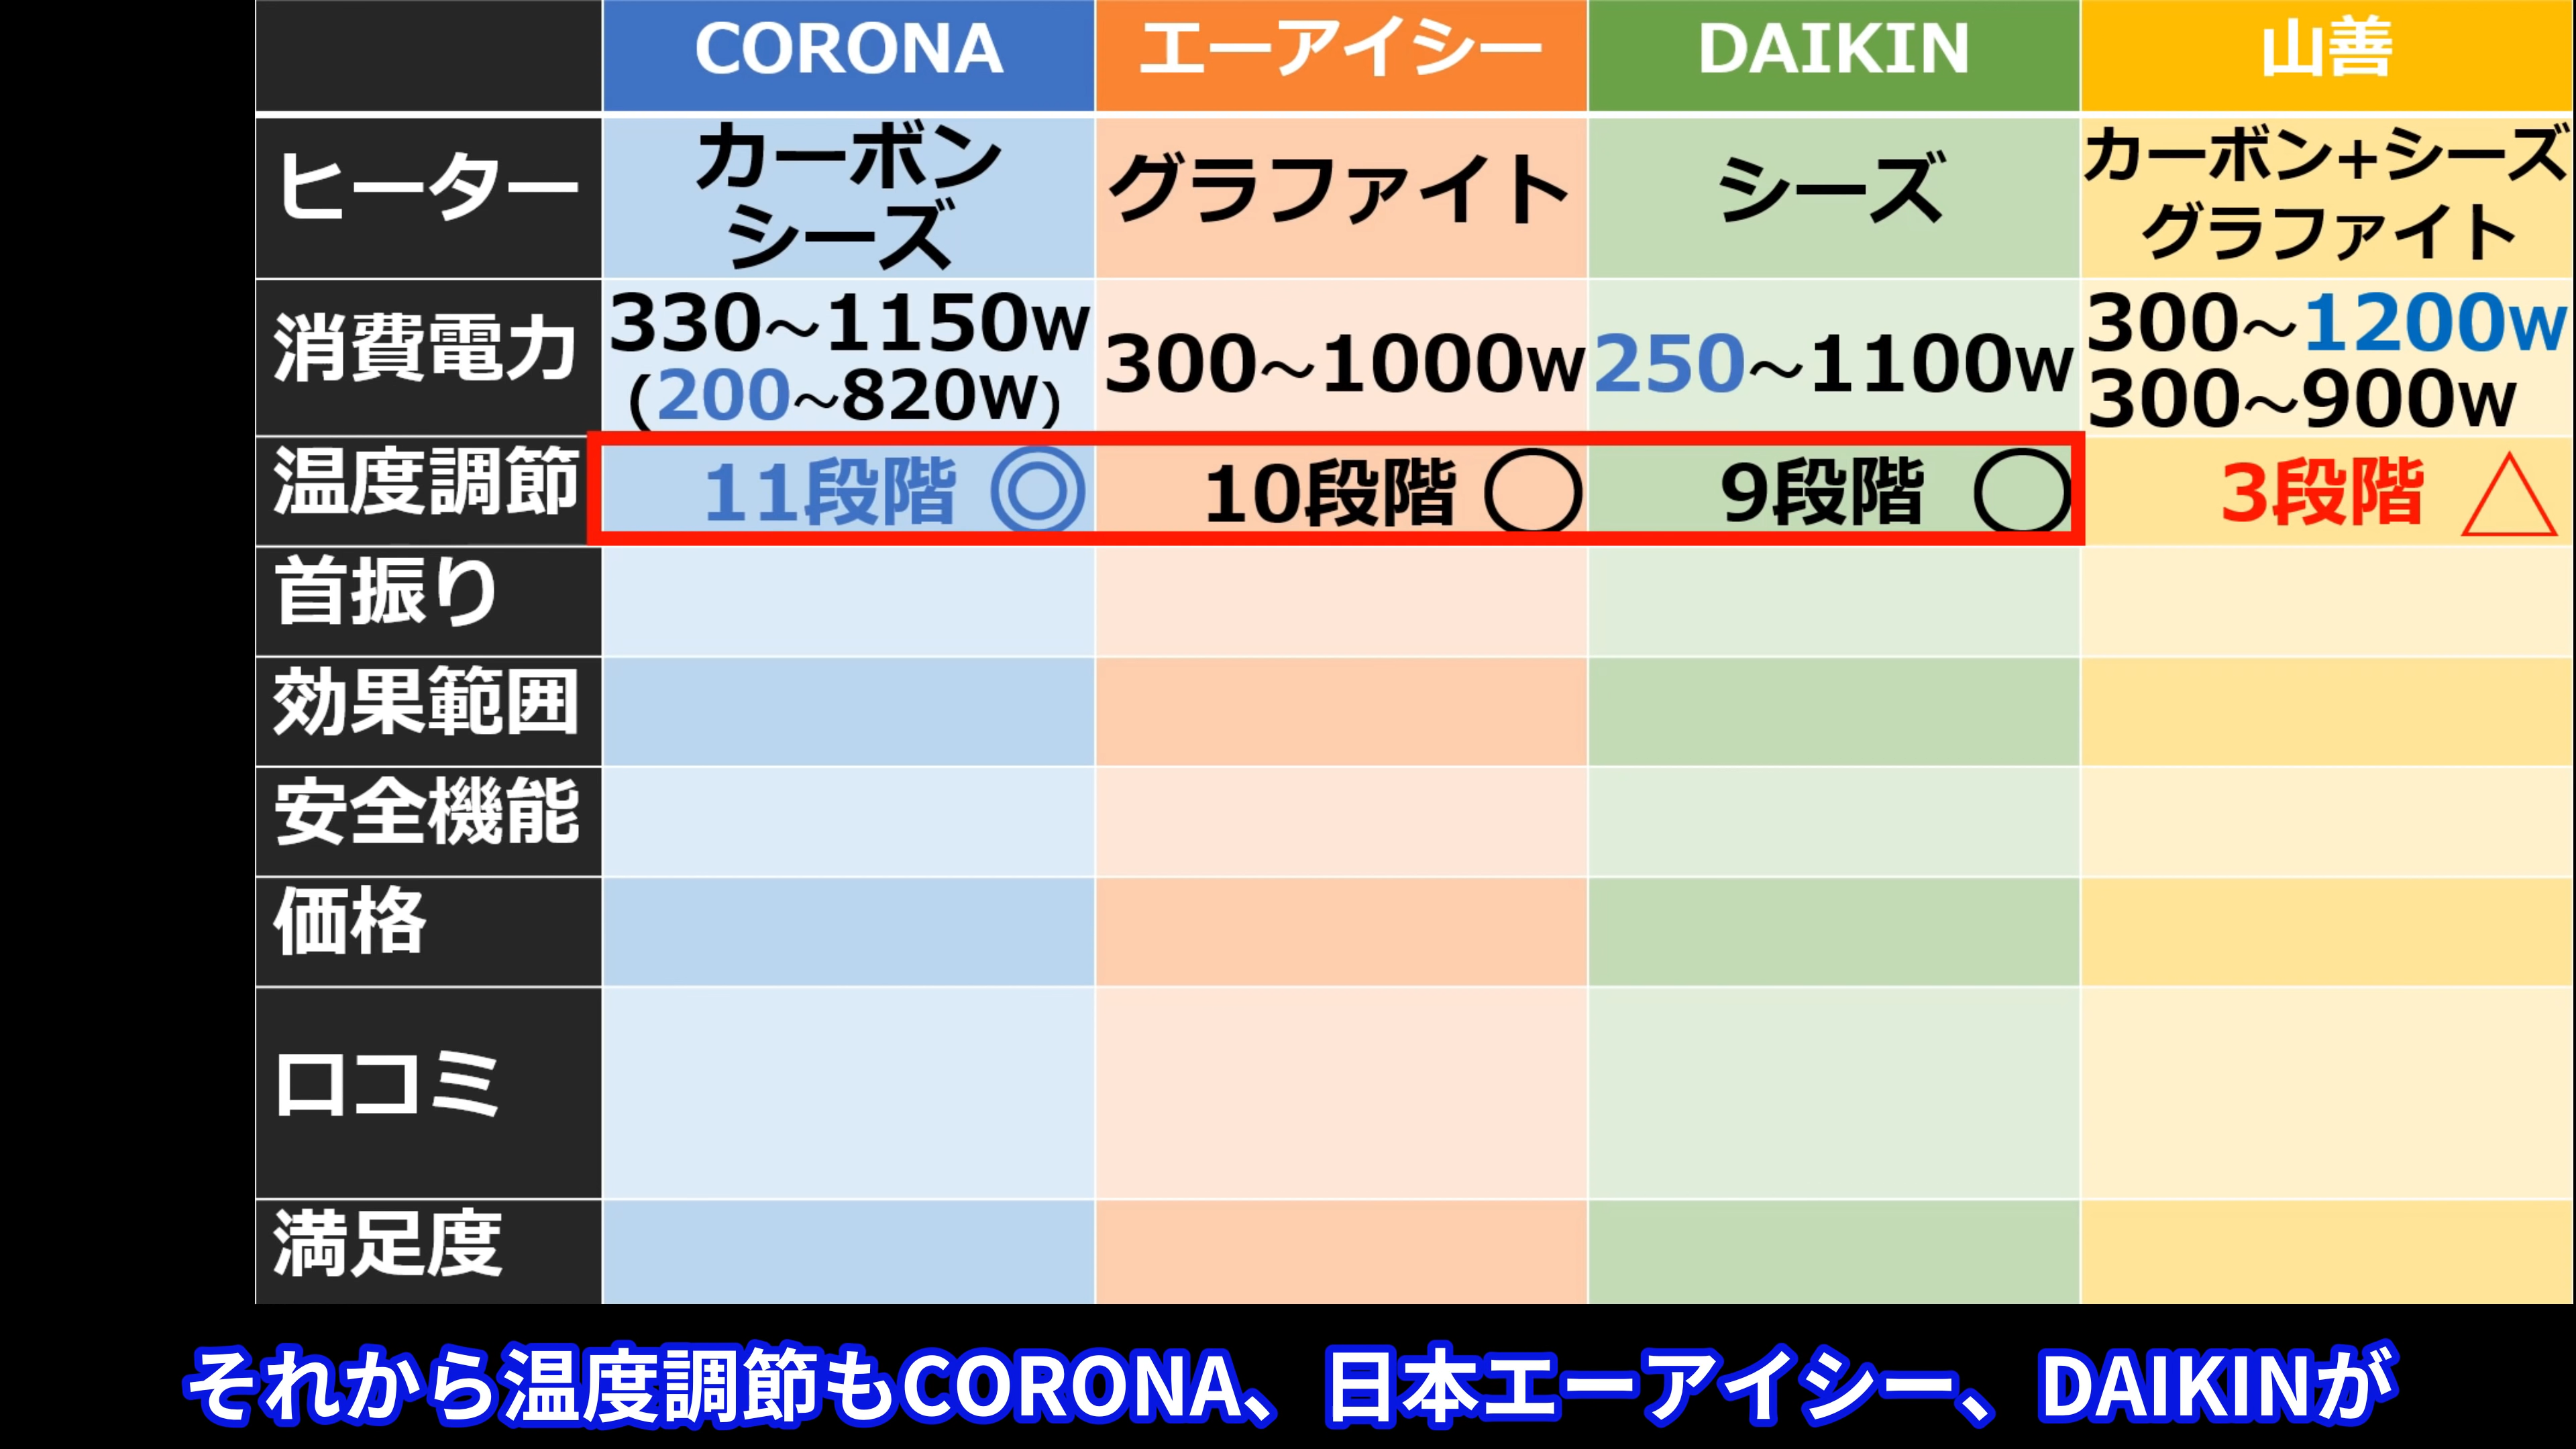 CORONA エーアイシー DAIKIN 山善
ヒーター カーボン シーズ グラファイト シーズ カーボン+シーズ グラファイト
消費電力 330～1150W (200～820W) 300～1000W 250～1100W 300～1200W 300～900W
温度調節 11段階 ◎ 10段階 ○ 9段階 ○ 3段階 △
首振り
効果範囲
安全機能
価格
口コミ
満足度
それから温度調節もCORONA、日本エーアイシー、DAIKINが